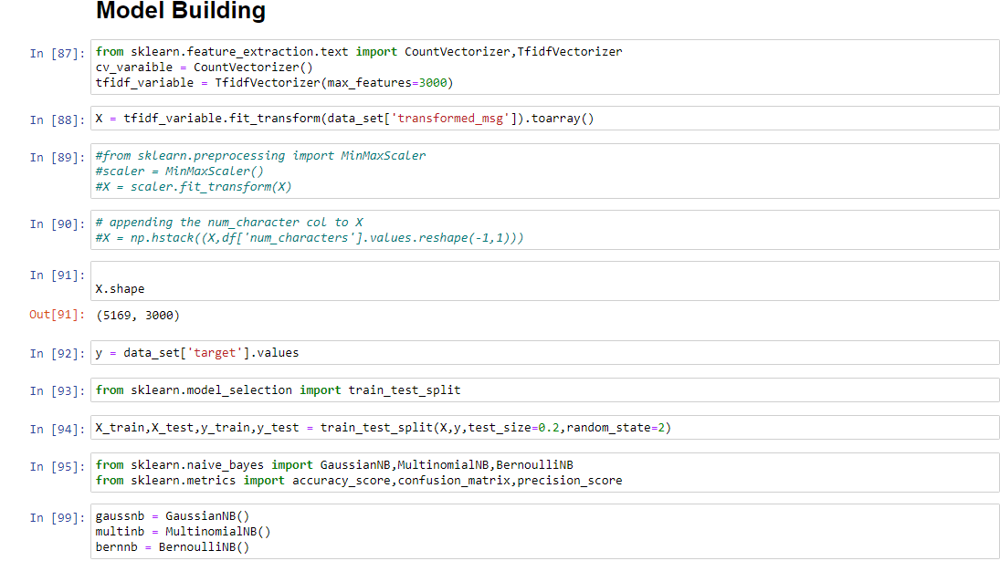 Model Building
In [87]: from sklearn.feature_extraction.text import CountVectorizer,TfidfVectorizer
cv_varaible = CountVectorizer()
tfidf_variable = TfidfVectorizer(max_features=3000)
In [88]: X = tfidf_variable.fit_transform(data_set['transformed_msg']).toarray()
In [89]: #from sklearn.preprocessing import MinMaxScaler
#scaler = MinMaxScaler()
#X = scaler.fit_transform(X)
In [90]: # appending the num_character col to X
#X = np.hstack((X,df['num_characters'].values.reshape(-1,1)))
In [91]:
X.shape
Out[91]: (5169, 3000)
In [92]: y = data_set['target'].values
In [93]: from sklearn.model_selection import train_test_split
In [94]: X_train,X_test,y_train,y_test = train_test_split(X,y,test_size=0.2,random_state=2)
In [95]: from sklearn.naive_bayes import GaussianNB,MultinomialNB,BernoulliNB
from sklearn.metrics import accuracy_score,confusion_matrix,precision_score
In [99]: gaussnb = GaussianNB()
multinb = MultinomialNB()
bernnb = BernoulliNB()